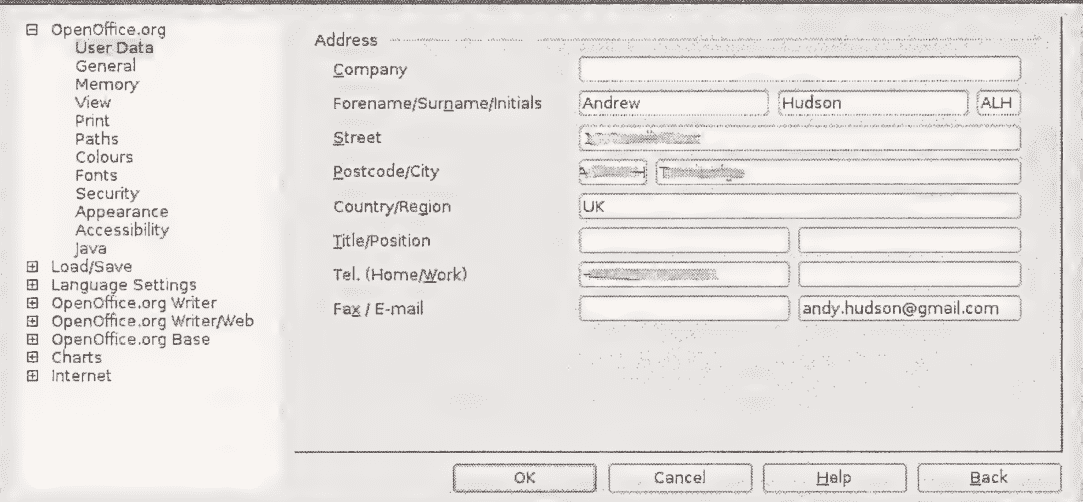 OpenOffice.org
User Data
General
Memory
View
Print
Paths
Colours
Fonts
Security
Appearance
Accessibility
Java
Load/Save
Language Settings
OpenOffice.org Writer
OpenOffice.org Writer/Web
OpenOffice.org Base
Charts
Internet
Address
Company
Forename/Surname/Initials Andrew Hudson ALH
Street
Postcode/City
Country/Region UK
Title/Position
Tel. (Home/Work)
Fax / E-mail andy.hudson@gmail.com
OK Cancel Help Back